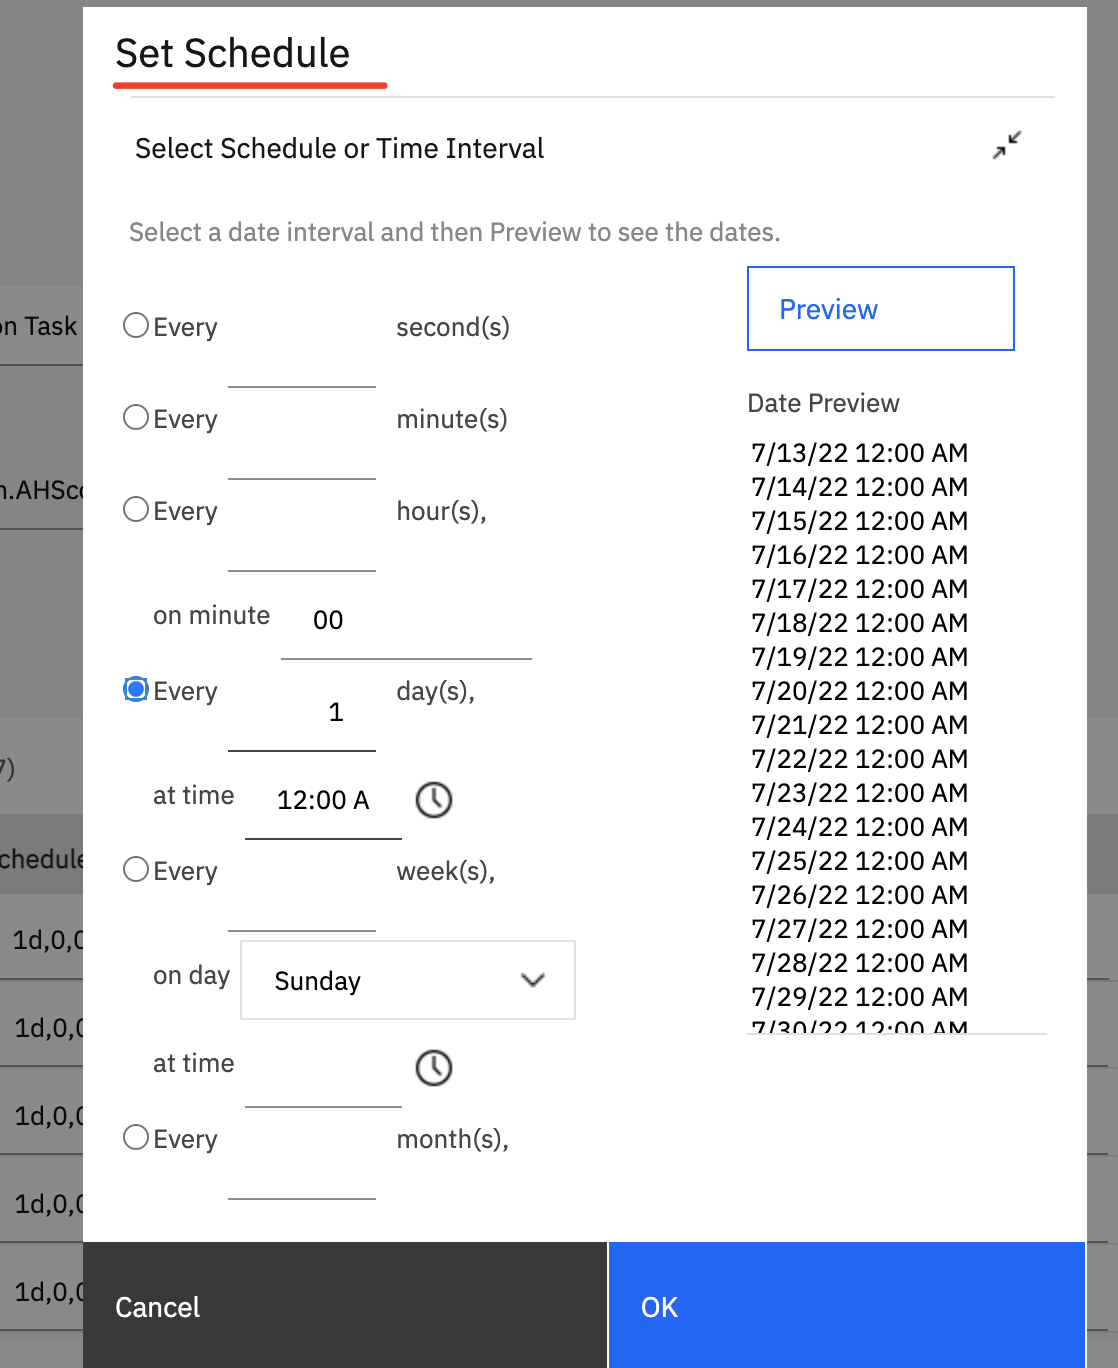 Set Schedule
Select Schedule or Time Interval
Select a date interval and then Preview to see the dates.
Every second(s)
Every minute(s)
Every hour(s),
on minute 00
Every 1 day(s),
at time 12:00 A
Every week(s),
on day Sunday
at time
Every month(s),
Preview
Date Preview
7/13/22 12:00 AM
7/14/22 12:00 AM
7/15/22 12:00 AM
7/16/22 12:00 AM
7/17/22 12:00 AM
7/18/22 12:00 AM
7/19/22 12:00 AM
7/20/22 12:00 AM
7/21/22 12:00 AM
7/22/22 12:00 AM
7/23/22 12:00 AM
7/24/22 12:00 AM
7/25/22 12:00 AM
7/26/22 12:00 AM
7/27/22 12:00 AM
7/28/22 12:00 AM
7/29/22 12:00 AM
7/30/22 12:00 AM
Cancel
OK
on Task
7)
1d,0,0
1d,0,0
1d,0,0
1d,0,0
1d,0,0